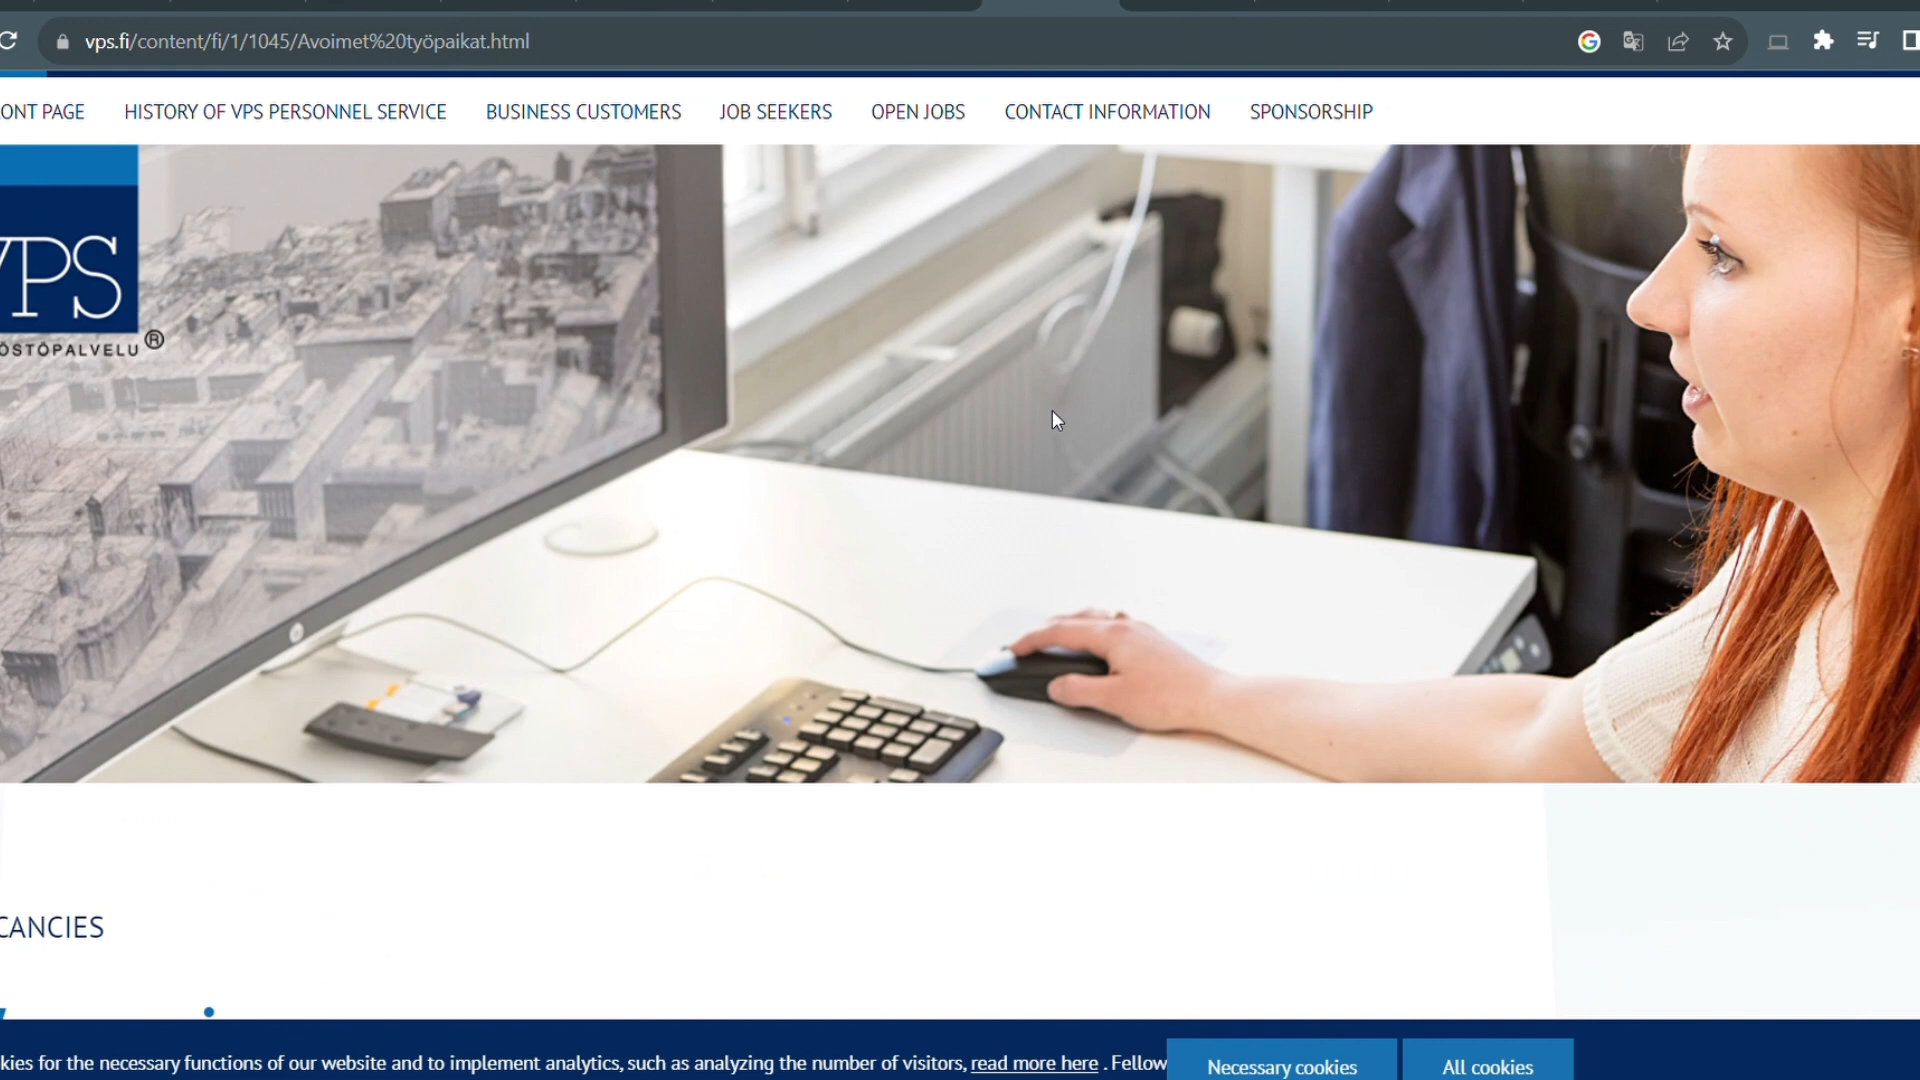 vps.fi/content/fi/1/1045/Avoimet%20työpaikat.html
ONT PAGE HISTORY OF VPS PERSONNEL SERVICE BUSINESS CUSTOMERS JOB SEEKERS OPEN JOBS CONTACT INFORMATION SPONSORSHIP
VPS
ÖSTÖPALVELU ®
CANCIES
kies for the necessary functions of our website and to implement analytics, such as analyzing the number of visitors, read more here . Fellow
Necessary cookies All cookies